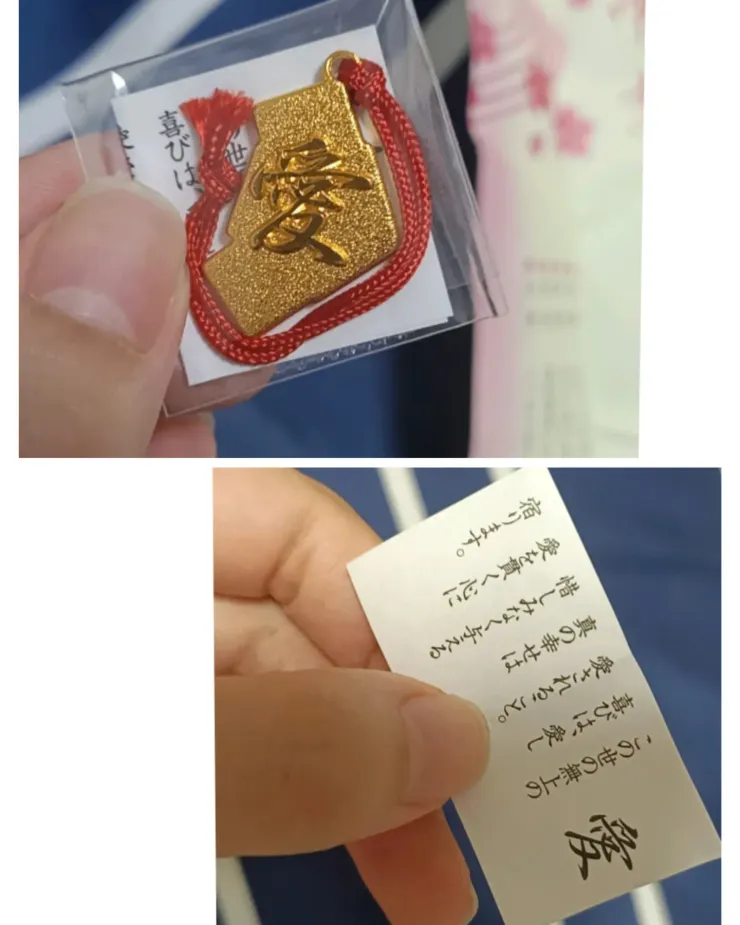 愛
世
喜びは、
愛
この世の無上の
喜びは、愛し
愛されること。
真の幸せは
惜しみなく与える
愛を貫く心に
宿ります。